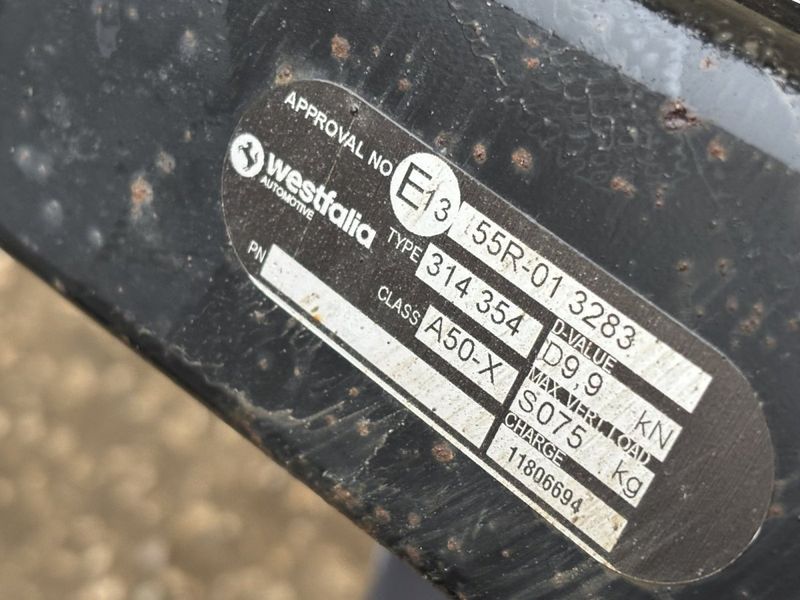 APPROVAL NO E13 55R-01 3283
westfalia
AUTOMOTIVE
TYPE 314 354
D-VALUE
D9,9 kN
CLASS A50-X
MAX VERT LOAD
S075 kg
PN
CHARGE
11806694